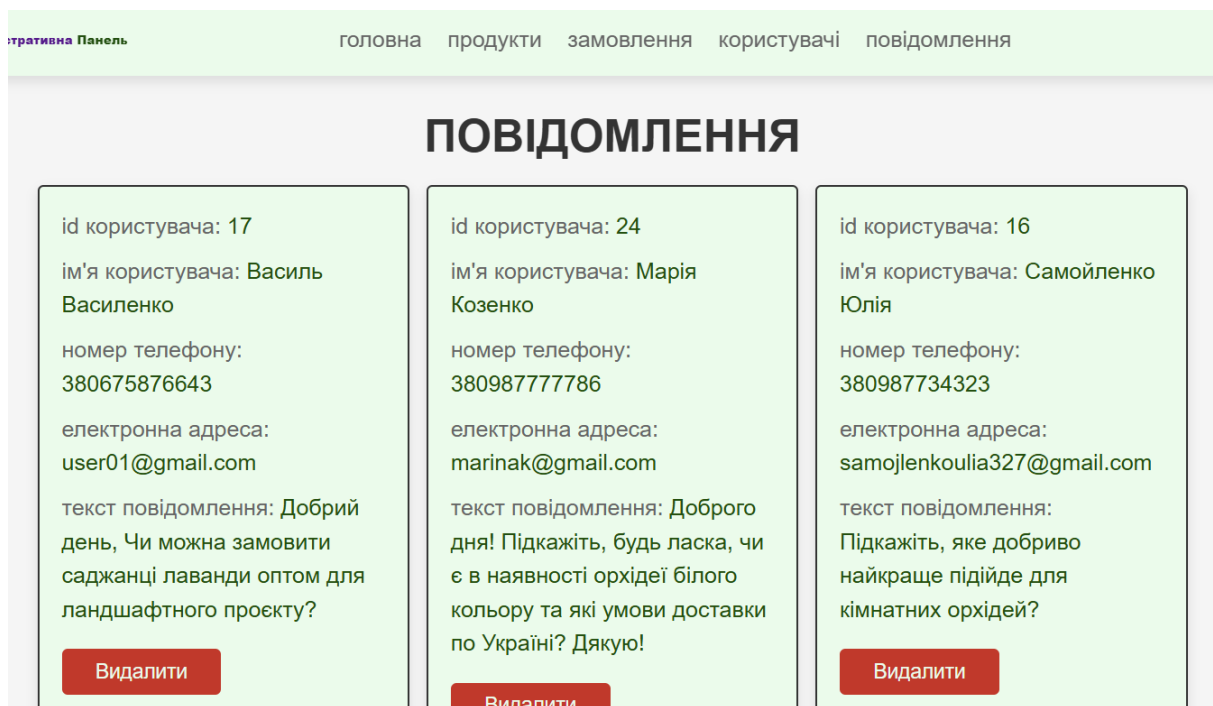 стративна Панель
головна продукти замовлення користувачі повідомлення
ПОВІДОМЛЕННЯ
id користувача: 17
ім'я користувача: Василь
Василенко
номер телефону:
380675876643
електронна адреса:
user01@gmail.com
текст повідомлення: Добрий
день, Чи можна замовити
саджанці лаванди оптом для
ландшафтного проєкту?
Видалити
id користувача: 24
ім'я користувача: Марія
Козенко
номер телефону:
380987777786
електронна адреса:
marinak@gmail.com
текст повідомлення: Доброго
дня! Підкажіть, будь ласка, чи
є в наявності орхідеї білого
кольору та які умови доставки
по Україні? Дякую!
Видалити
id користувача: 16
ім'я користувача: Самойленко
Юлія
номер телефону:
380987734323
електронна адреса:
samojlenkoulia327@gmail.com
текст повідомлення:
Підкажіть, яке добриво
найкраще підійде для
кімнатних орхідей?
Видалити